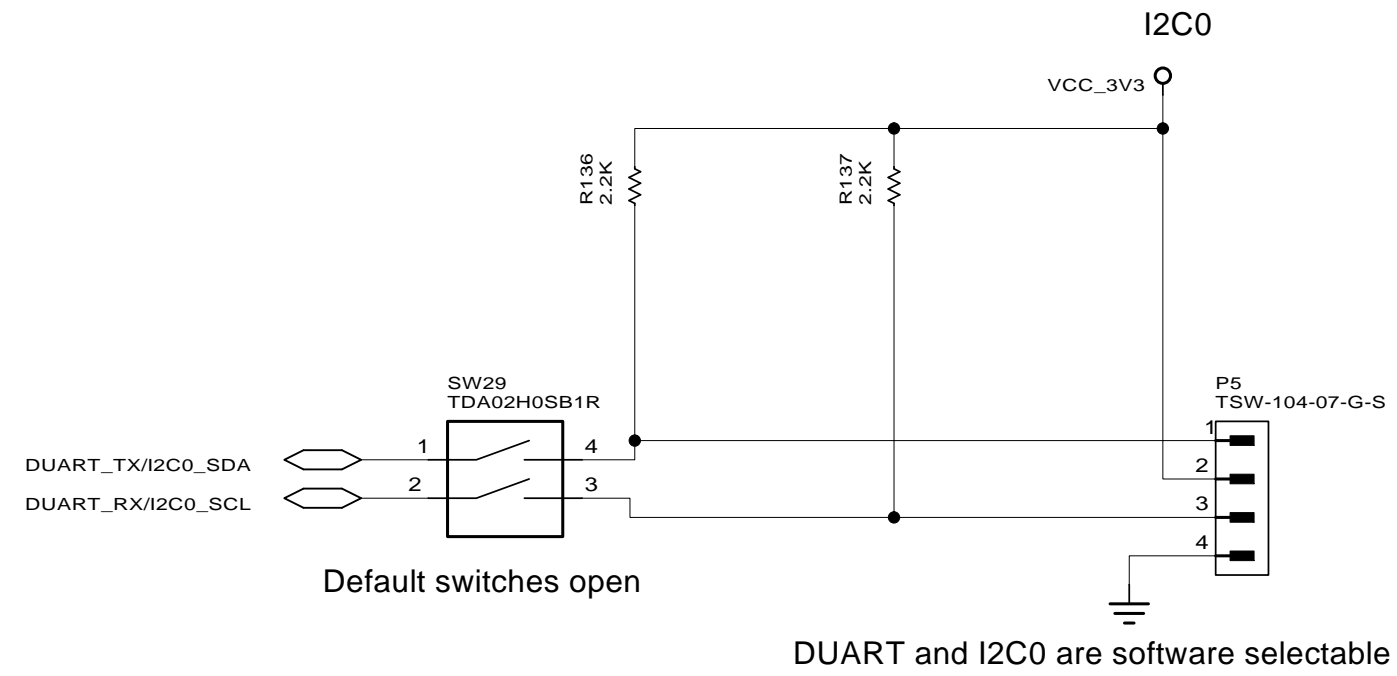 I2C0
VCC_3V3
R136
2.2K
R137
2.2K
SW29
TDA02H0SB1R
P5
TSW-104-07-G-S
1
4
1
DUART_TX/I2C0_SDA
2
2
3
DUART_RX/I2C0_SCL
3
4
Default switches open
DUART and I2C0 are software selectable